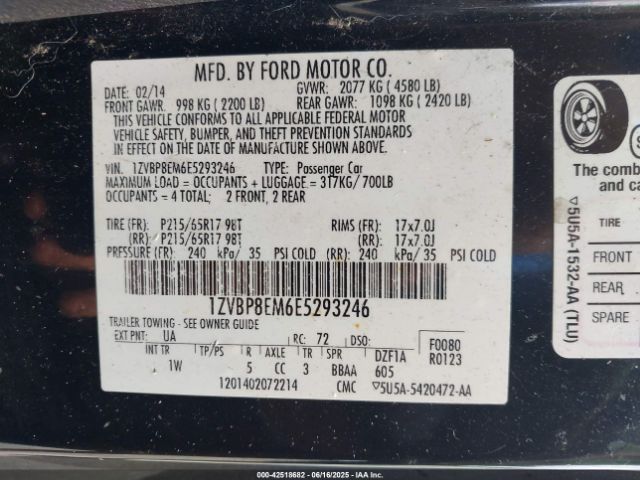 MFD. BY FORD MOTOR CO.
DATE: 02/14 GVWR: 2077 KG ( 4580 LB)
FRONT GAWR: 998 KG ( 2200 LB) REAR GAWR: 1098 KG ( 2420 LB)
THIS VEHICLE CONFORMS TO ALL APPLICABLE FEDERAL MOTOR
VEHICLE SAFETY, BUMPER, AND THEFT PREVENTION STANDARDS
IN EFFECT ON THE DATE OF MANUFACTURE SHOWN ABOVE.
VIN: 1ZVBP8EM6E5293246 TYPE: Passenger Car
MAXIMUM LOAD = OCCUPANTS + LUGGAGE = 317KG/700LB
OCCUPANTS = 4 TOTAL: 2 FRONT, 2 REAR
TIRE (FR): P215/65R17 98T RIMS (FR): 17x7.0J
(RR): P215/65R17 98T (RR): 17x7.0J
PRESSURE (FR): 240 kPa/ 35 PSI COLD (RR): 240 kPa/ 35 PSI COLD
1ZVBP8EM6E5293246
TRAILER TOWING - SEE OWNER GUIDE
EXT PNT: UA RC: 72 DSO: F0080
INT TR TP/PS R AXLE TR SPR DZF1A R0123
1W 5 CC 3 BBAA 605
1201402072214 CMC ▽5U5A-5420472-AA
The comb
and ca
TIRE
FRONT
REAR
SPARE
▽5U5A-1532-AA (TLU)
000-42518682 - 06/16/2025 - IAAI.COM